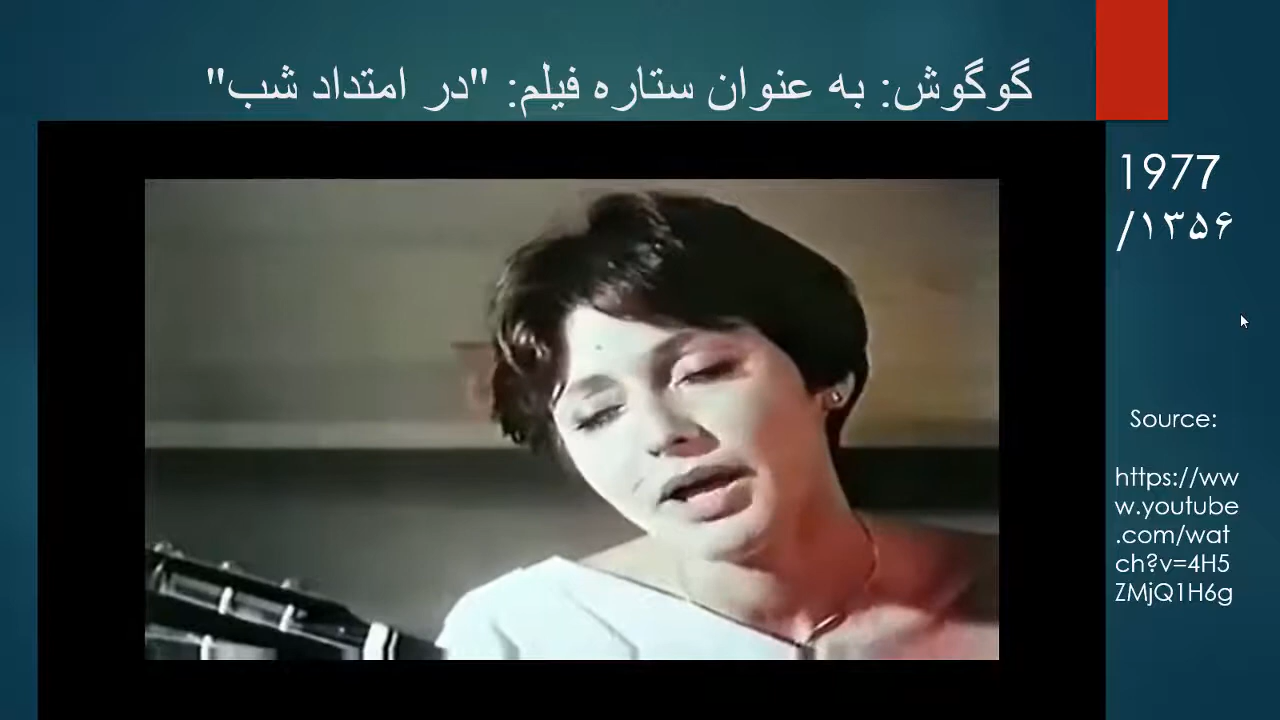 گوگوش: به عنوان ستاره فیلم: "در امتداد شب"
1977
/۱۳۵۶
Source:
https://ww
w.youtube
.com/wat
ch?v=4H5
ZMjQ1H6g